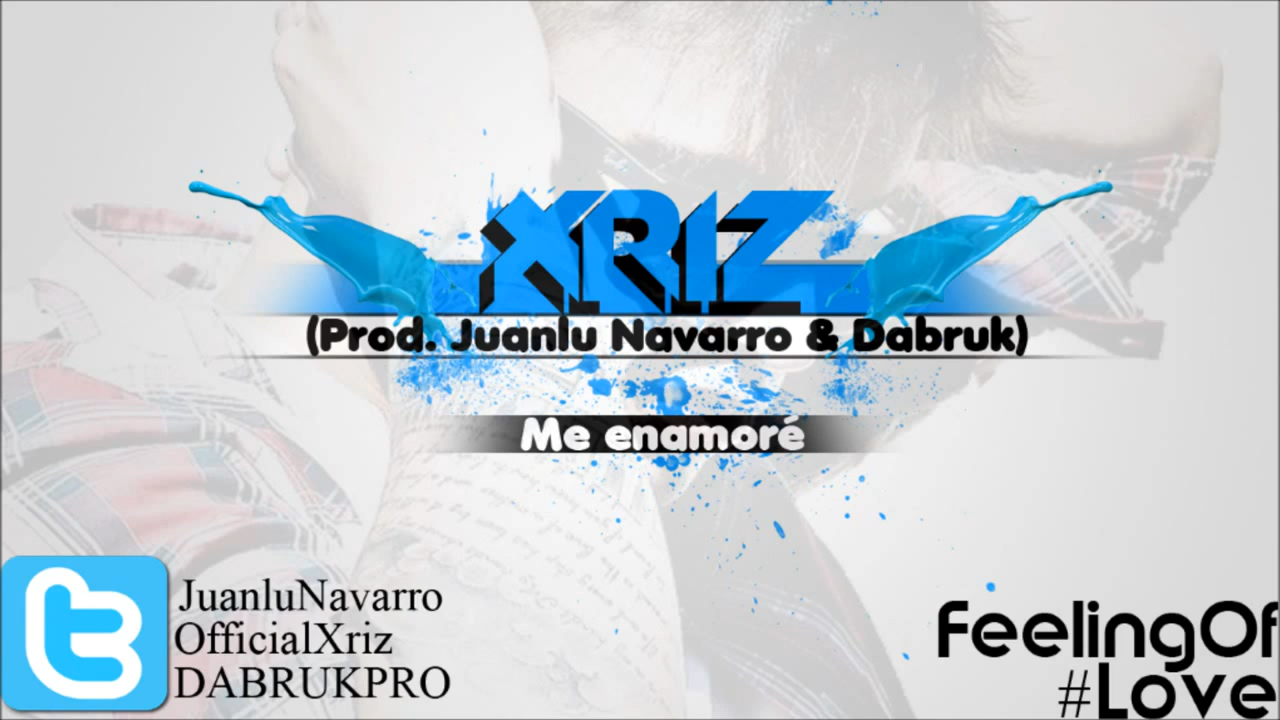 XRIZ
(Prod. Juanlu Navarro & Dabruk)
Me enamoré
JuanluNavarro
OfficialXriz
DABRUKPRO
FeelingOf
#Love